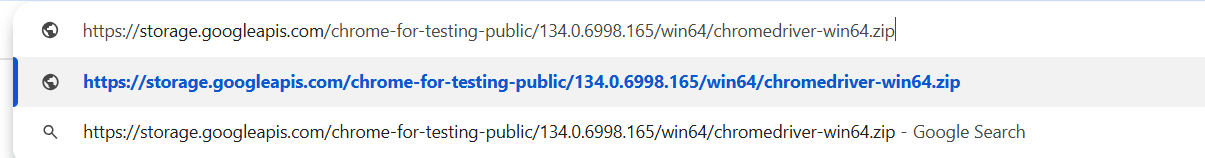 https://storage.googleapis.com/chrome-for-testing-public/134.0.6998.165/win64/chromedriver-win64.zip
https://storage.googleapis.com/chrome-for-testing-public/134.0.6998.165/win64/chromedriver-win64.zip
https://storage.googleapis.com/chrome-for-testing-public/134.0.6998.165/win64/chromedriver-win64.zip - Google Search